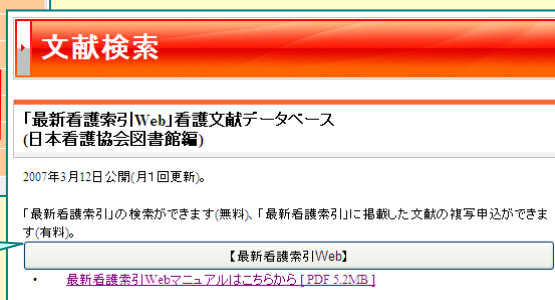 文献検索
「最新看護索引Web」看護文献データベース
(日本看護協会図書館編)
2007年3月12日公開(月1回更新)。
「最新看護索引」の検索ができます(無料)、「最新看護索引」に掲載した文献の複写申込ができま
す(有料)。
【最新看護索引Web】
・ 最新看護索引Webマニュアルはこちらから [ PDF 5.2MB ]